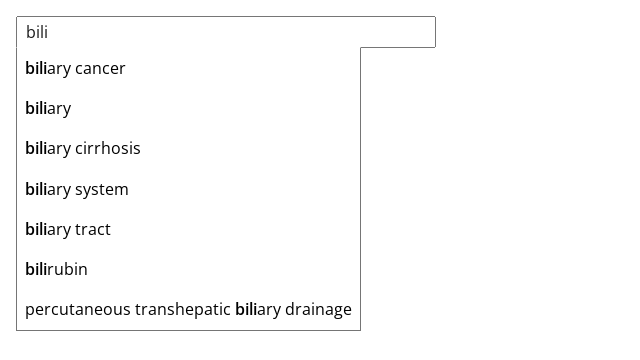 bili
biliary cancer
biliary
biliary cirrhosis
biliary system
biliary tract
bilirubin
percutaneous transhepatic biliary drainage